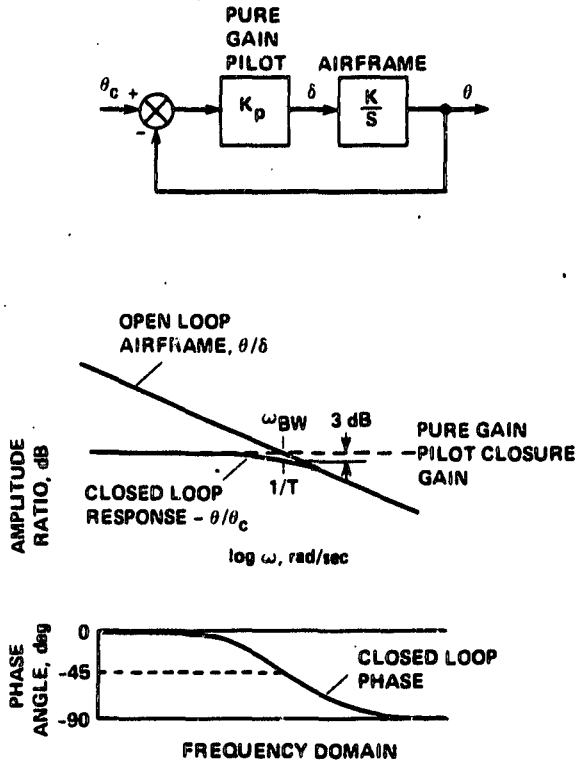 PURE
GAIN
PILOT
AIRFRAME
θc +
-
Kp
δ
K
S
θ
OPEN LOOP
AIRFRAME, θ/δ
ωBW
3 dB
PURE GAIN
PILOT CLOSURE
GAIN
AMPLITUDE
RATIO, dB
CLOSED LOOP
RESPONSE - θ/θc
1/T
log ω, rad/sec
PHASE
ANGLE, deg
0
-45
-90
CLOSED LOOP
PHASE
FREQUENCY DOMAIN